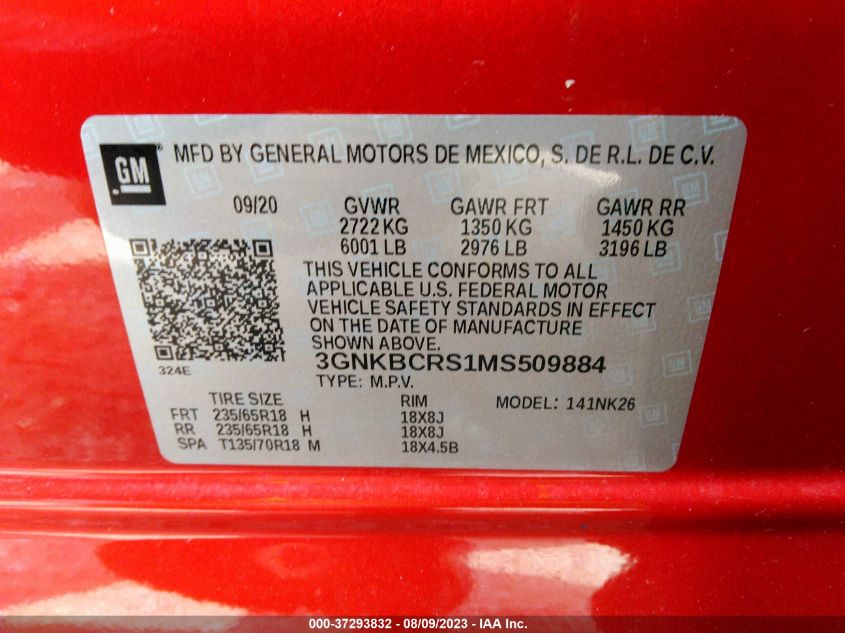 GM ® MFD BY GENERAL MOTORS DE MEXICO, S. DE R.L. DE C.V.
09/20 GVWR GAWR FRT GAWR RR
2722 KG 1350 KG 1450 KG
6001 LB 2976 LB 3196 LB
THIS VEHICLE CONFORMS TO ALL
APPLICABLE U.S. FEDERAL MOTOR
VEHICLE SAFETY STANDARDS IN EFFECT
ON THE DATE OF MANUFACTURE
SHOWN ABOVE.
324E
3GNKBCRS1MS509884
TYPE: M.P.V.
TIRE SIZE RIM MODEL: 141NK26
FRT 235/65R18 H 18X8J
RR 235/65R18 H 18X8J
SPA T135/70R18 M 18X4.5B
000-37293832 - 08/09/2023 - IAA Inc.